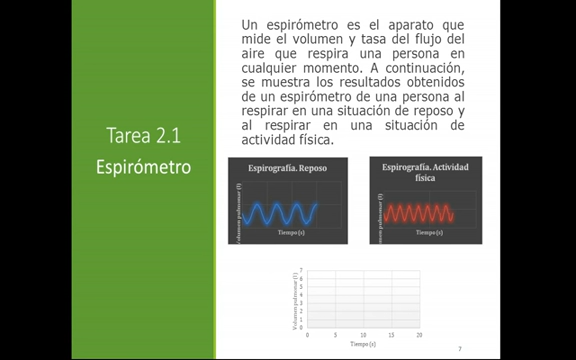 Tarea 2.1
Espirómetro
Un espirómetro es el aparato que
mide el volumen y tasa del flujo del
aire que respira una persona en
cualquier momento. A continuación,
se muestra los resultados obtenidos
de un espirómetro de una persona al
respirar en una situación de reposo y
al respirar en una situación de
actividad física.
Espirografía. Reposo
Volumen pulmonar (l)
Tiempo (s)
Espirografía. Actividad
física
Volumen pulmonar (l)
Tiempo (s)
Volumen pulmonar (l)
7
6
5
4
3
2
1
0
0 5 10 15 20
Tiempo (s)
7